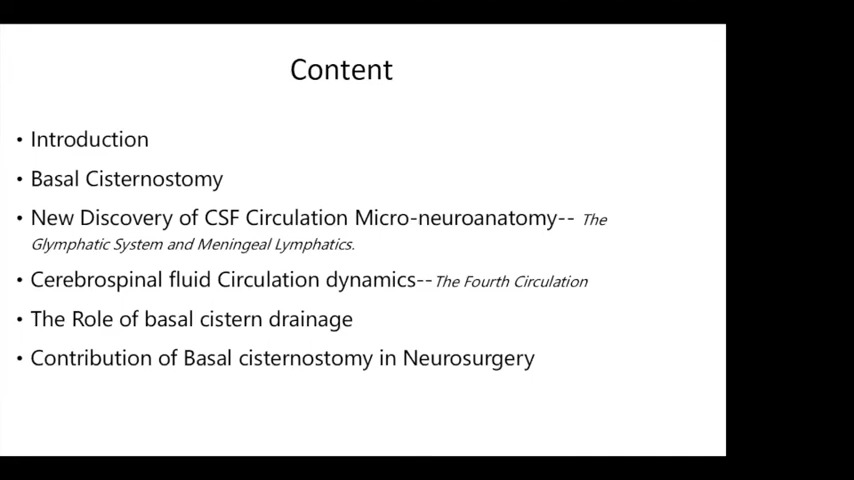 Content
• Introduction
• Basal Cisternostomy
• New Discovery of CSF Circulation Micro-neuroanatomy-- The
Glymphatic System and Meningeal Lymphatics.
• Cerebrospinal fluid Circulation dynamics--The Fourth Circulation
• The Role of basal cistern drainage
• Contribution of Basal cisternostomy in Neurosurgery